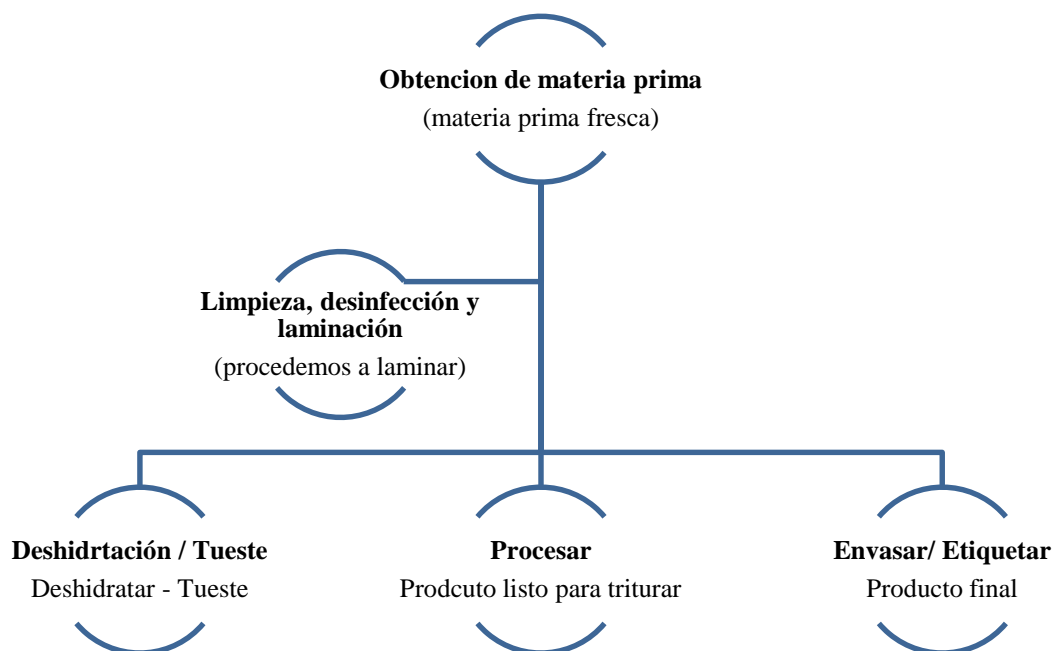 Obtencion de materia prima
(materia prima fresca)
Limpieza, desinfección y
laminación
(procedemos a laminar)
Deshidrtación / Tueste
Deshidratar - Tueste
Procesar
Prodcuto listo para triturar
Envasar/ Etiquetar
Producto final